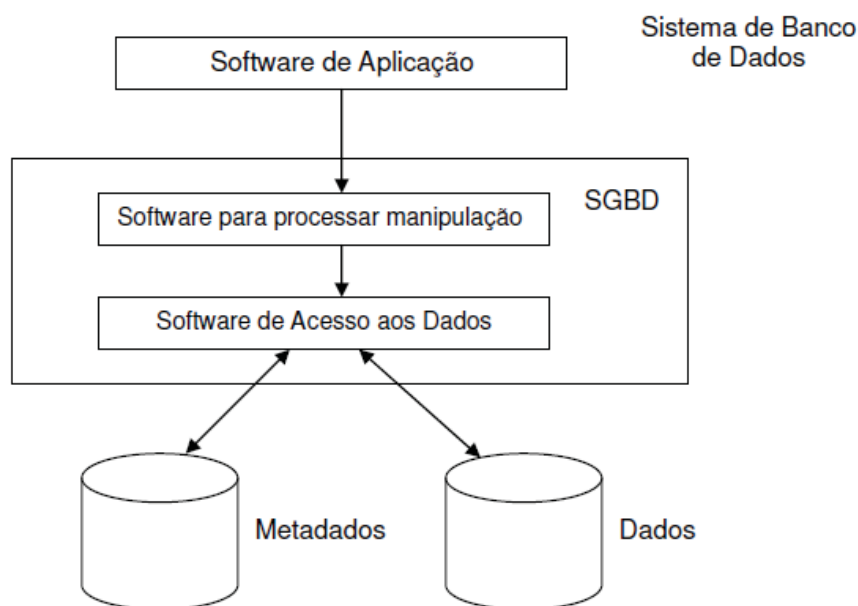 Sistema de Banco
de Dados
Software de Aplicação
SGBD
Software para processar manipulação
Software de Acesso aos Dados
Metadados
Dados